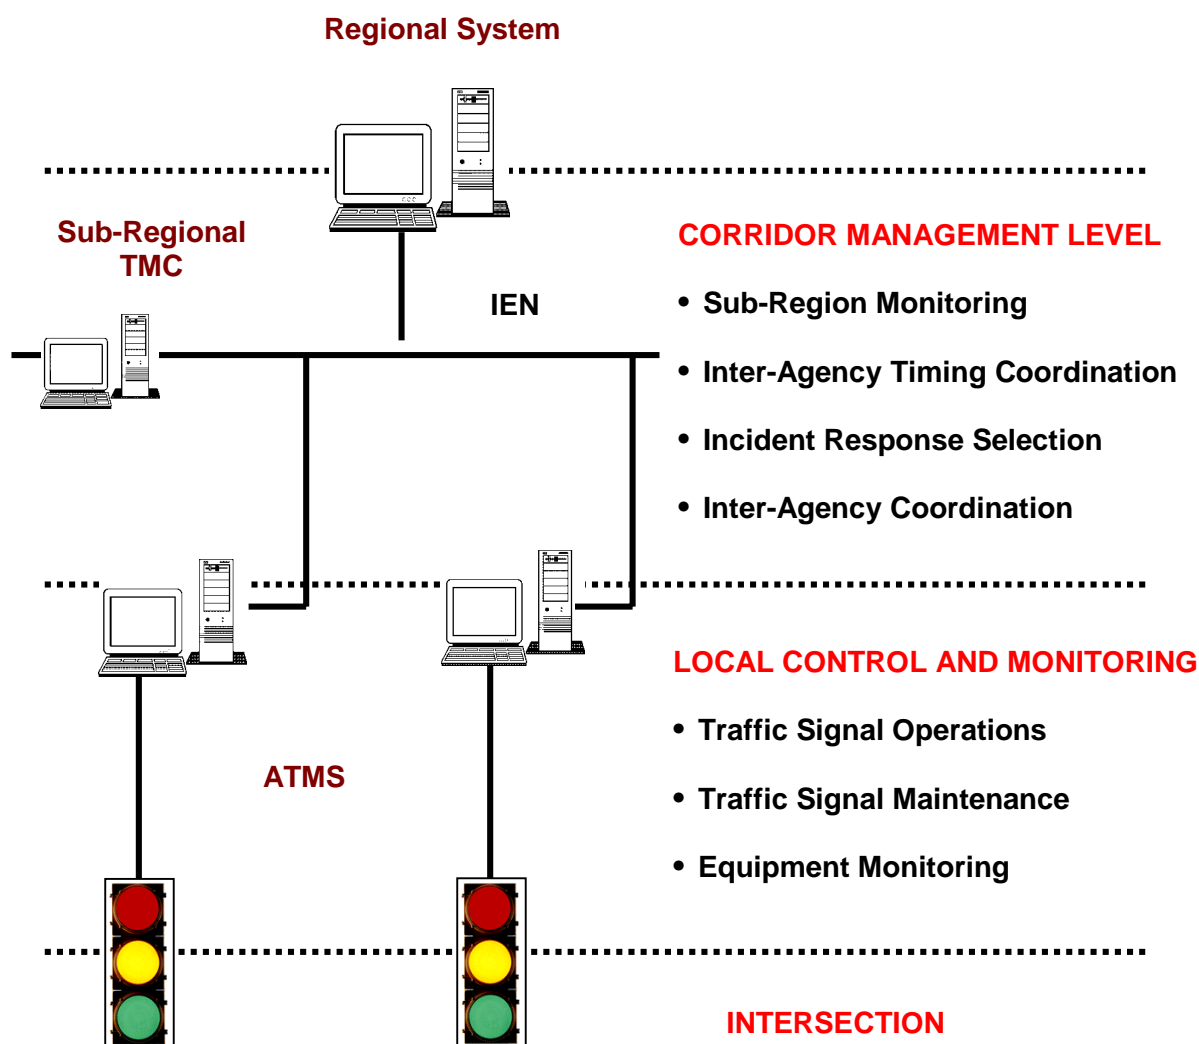 Regional System
Sub-Regional
TMC
IEN
CORRIDOR MANAGEMENT LEVEL
• Sub-Region Monitoring
• Inter-Agency Timing Coordination
• Incident Response Selection
• Inter-Agency Coordination
LOCAL CONTROL AND MONITORING
• Traffic Signal Operations
• Traffic Signal Maintenance
• Equipment Monitoring
ATMS
INTERSECTION